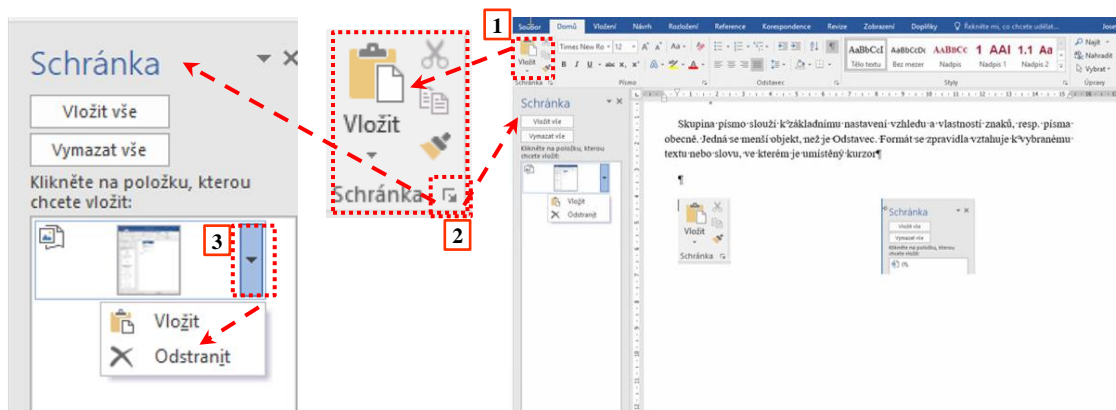 Schránka
Vložit vše
Vymazat vše
Klikněte na položku, kterou
chcete vložit:
3
Vložit
Odstranit
Vložit
Schránka
2
1
Soubor Domů Vložení Návrh Rozložení Reference Korespondence Revize Zobrazení Doplňky Řekněte mi, co chcete udělat...
Vložit
Times New Ro 12 A A Aa
B I U abc x, x² A
AaBbCcI AaBbCcDc AABBCC 1 AAI 1.1 Aa
Tělo textu Bez mezer Nadpis Nadpis 1 Nadpis 2
Najít
Nahradit
Vybrat
Schránka Písmo Odstavec Styly Úpravy
Schránka
Vložit vše
Vymazat vše
Klikněte na položku, kterou
chcete vložit:
Vložit
Odstranit
Skupina·písmo·slouží·k°základnímu·nastavení·vzhledu·a·vlastností·znaků,·resp.·písma·
obecně.·Jedná·se·menší·objekt,·než·je·Odstavec.·Formát·se·zpravidla·vztahuje·k°vybranému·
textu·nebo·slovu,·ve·kterém·je·umístěný·kurzor¶
¶
Vložit
Schránka
Schránka
Vložit vše
Vymazat vše
Klikněte na položku, kterou
chcete vložit: